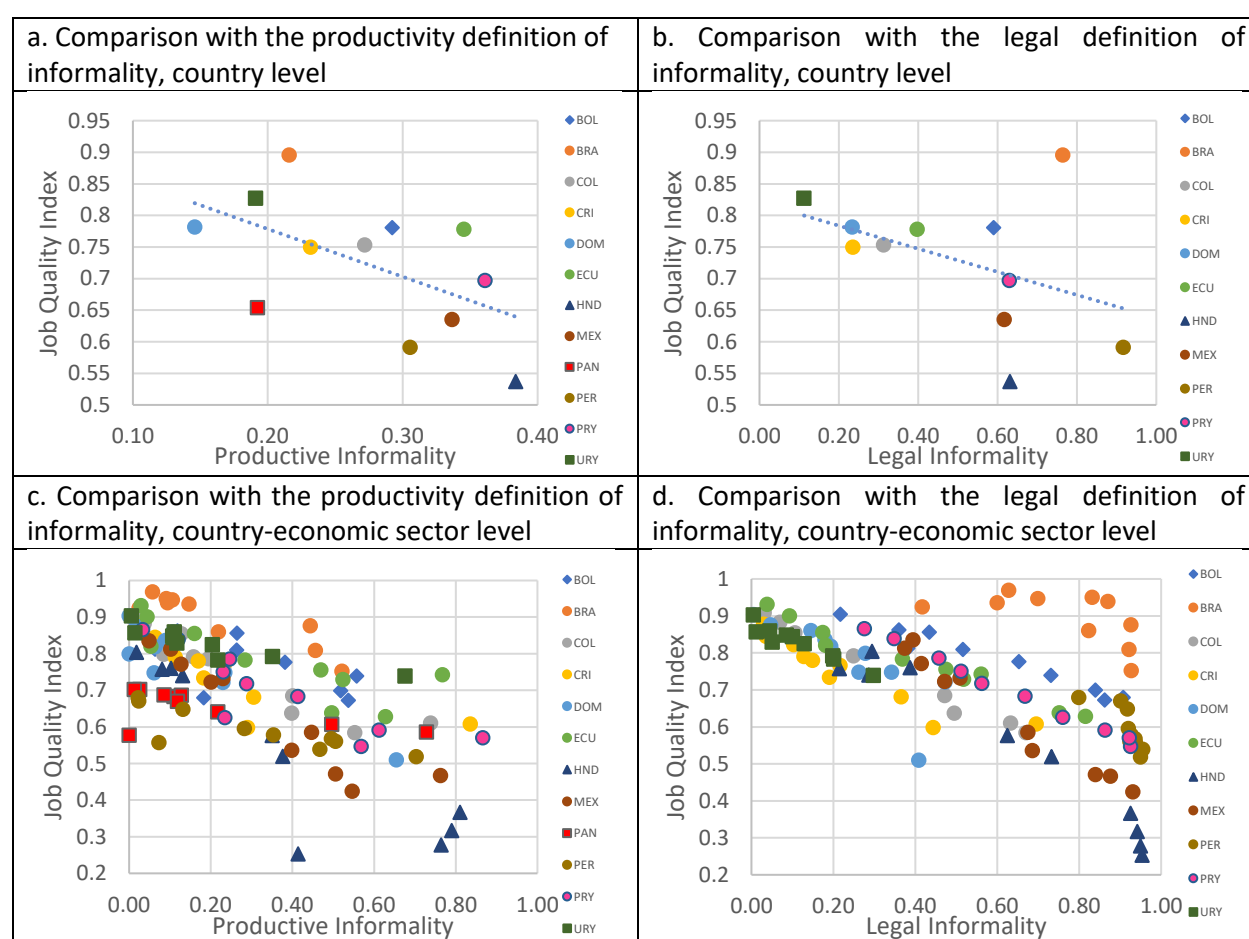 a. Comparison with the productivity definition of
informality, country level
b. Comparison with the legal definition of
informality, country level
0.95
0.9
0.85
0.8
0.75
0.7
0.65
0.6
0.55
0.5
Job Quality Index
0.10
0.20
0.30
0.40
Productive Informality
BOL
BRA
COL
CRI
DOM
ECU
HND
MEX
PAN
PER
PRY
URY
0.95
0.9
0.85
0.8
0.75
0.7
0.65
0.6
0.55
0.5
Job Quality Index
0.00
0.20
0.40
0.60
0.80
1.00
Legal Informality
BOL
BRA
COL
CRI
DOM
ECU
HND
MEX
PER
PRY
URY
c. Comparison with the productivity definition of
informality, country-economic sector level
d. Comparison with the legal definition of
informality, country-economic sector level
1
0.9
0.8
0.7
0.6
0.5
0.4
0.3
0.2
Job Quality Index
0.00
0.20
0.40
0.60
0.80
1.00
Productive Informality
BOL
BRA
COL
CRI
DOM
ECU
HND
MEX
PAN
PER
PRY
URY
1
0.9
0.8
0.7
0.6
0.5
0.4
0.3
0.2
Job Quality Index
0.00
0.20
0.40
0.60
0.80
1.00
Legal Informality
BOL
BRA
COL
CRI
DOM
ECU
HND
MEX
PER
PRY
URY